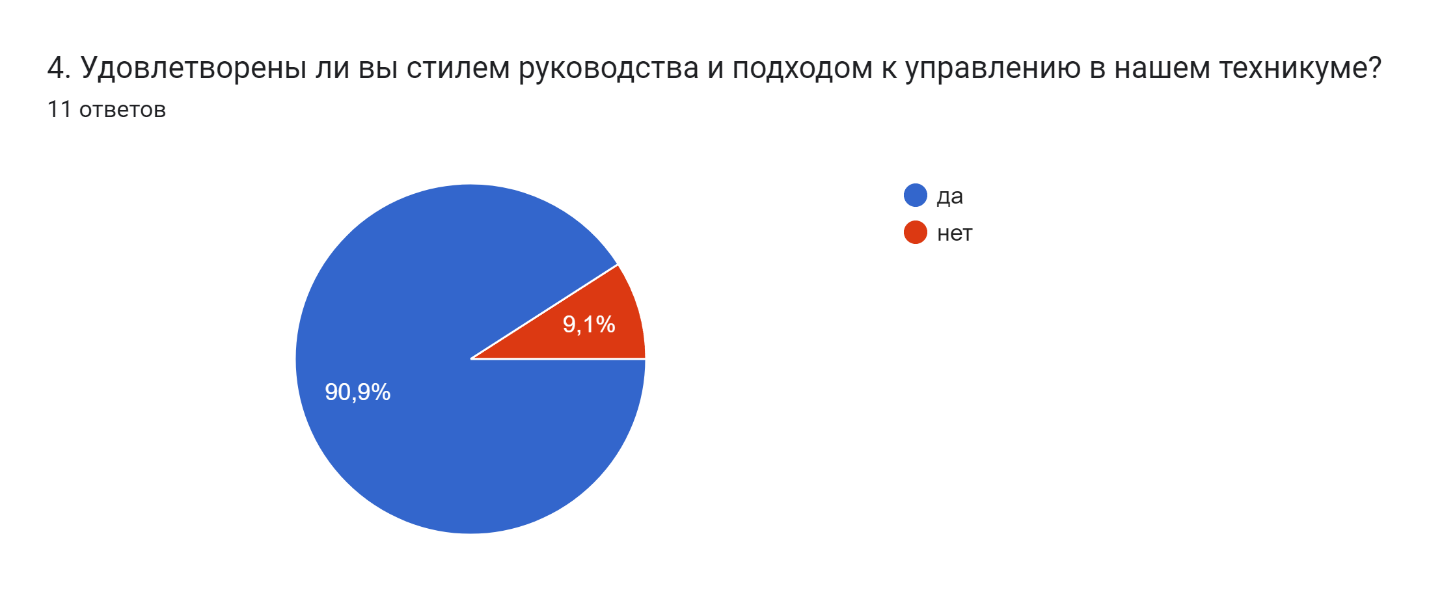 4. Удовлетворены ли вы стилем руководства и подходом к управлению в нашем техникуме?
11 ответов
да
нет
9,1%
90,9%